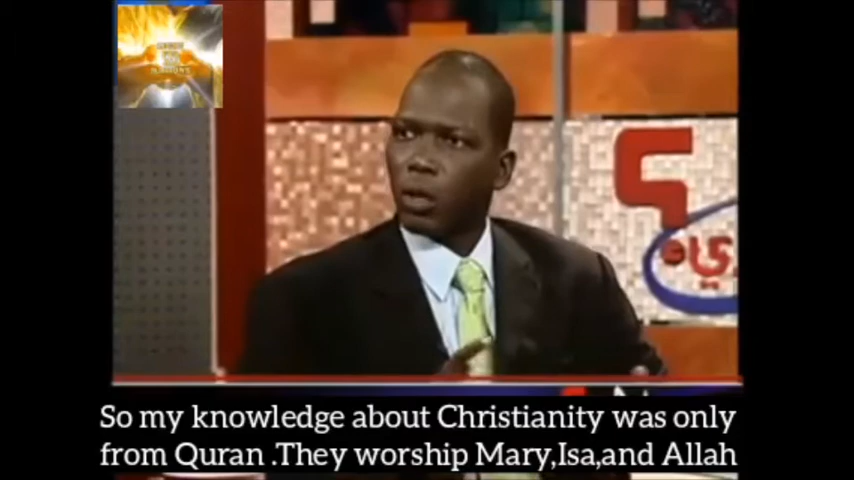 So my knowledge about Christianity was only
from Quran .They worship Mary,Isa,and Allah